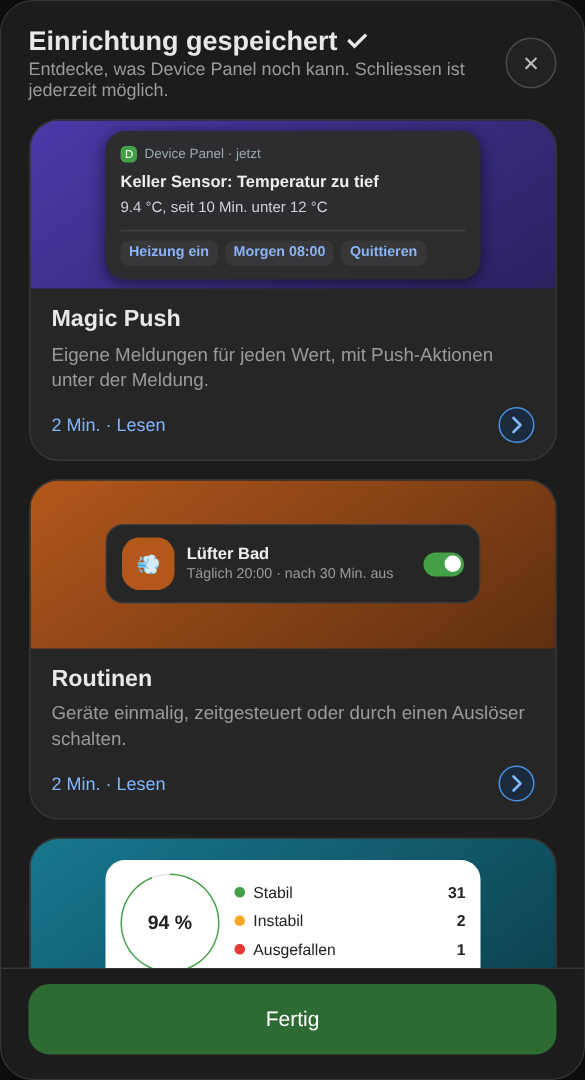 Einrichtung gespeichert ✓
Entdecke, was Device Panel noch kann. Schliessen ist
jederzeit möglich.
D Device Panel · jetzt
Keller Sensor: Temperatur zu tief
9.4 °C, seit 10 Min. unter 12 °C
Heizung ein Morgen 08:00 Quittieren
Magic Push
Eigene Meldungen für jeden Wert, mit Push-Aktionen
unter der Meldung.
2 Min. · Lesen
Lüfter Bad
Täglich 20:00 · nach 30 Min. aus
Routinen
Geräte einmalig, zeitgesteuert oder durch einen Auslöser
schalten.
2 Min. · Lesen
94 %
Stabil 31
Instabil 2
Ausgefallen 1
Fertig